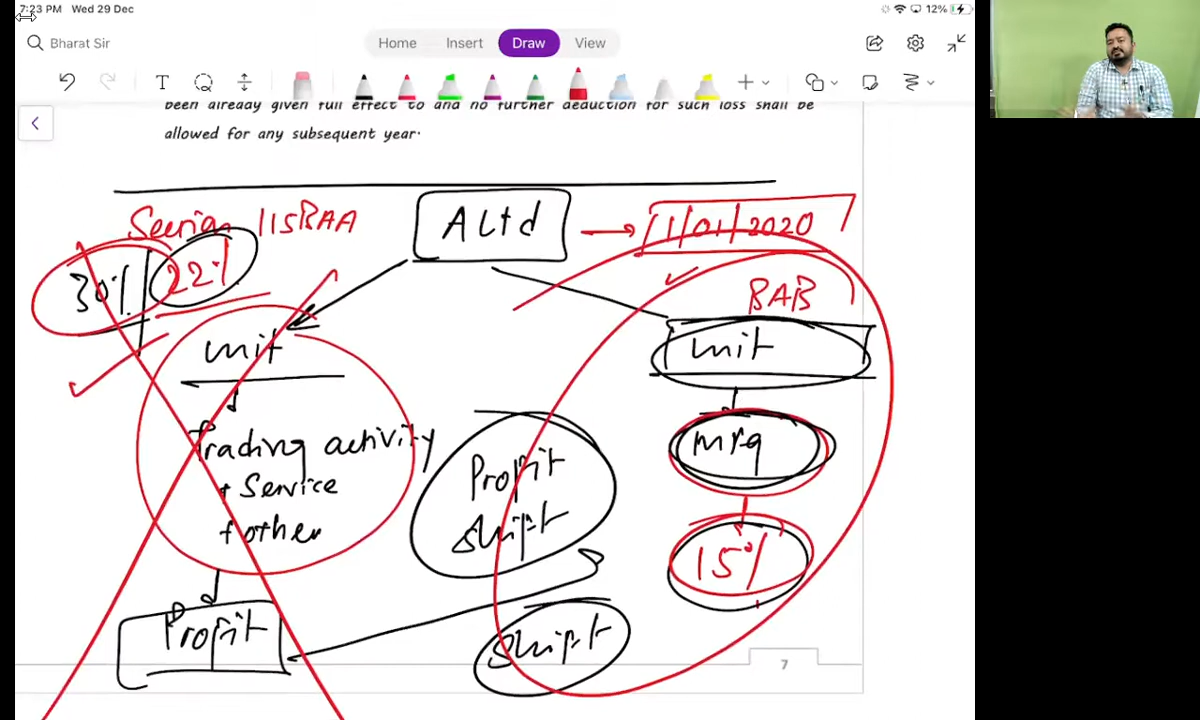 7:23 PM Wed 29 Dec
12%
Bharat Sir
Home Insert Draw View
T
been already given full effect to and no further deduction for such loss shall be
allowed for any subsequent year.
Section 115BAA
A Ltd
1/01/2020
30%
22%
BAB
unit
unit
Trading activity
+ Service
+ other
mfg
Profit
shift
15%
Profit
shift
7